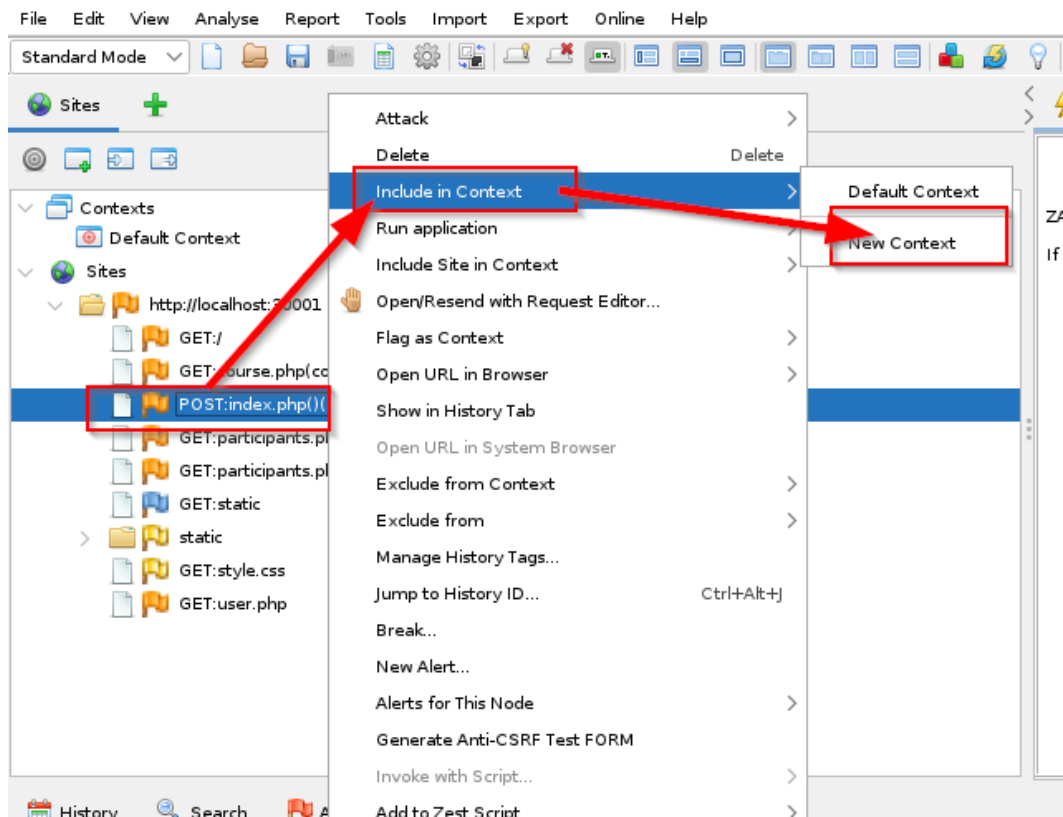 File Edit View Analyse Report Tools Import Export Online Help
Standard Mode
Sites
Contexts
Default Context
Sites
http://localhost:
GET:/
POST:index.php()(
GET:static
static
GET:style.css
GET:user.php
History Search
Attack
Delete Delete
Include in Context
Run application
Include Site in Context
Open/Resend with Request Editor...
Flag as Context
Open URL in Browser
Show in History Tab
Open URL in System Browser
Exclude from Context
Exclude from
Manage History Tags...
Jump to History ID... Ctrl+Alt+J
Break...
New Alert...
Alerts for This Node
Generate Anti-CSRF Test FORM
Invoke with Script...
Add to Zest Script
Default Context
New Context
ZA
If